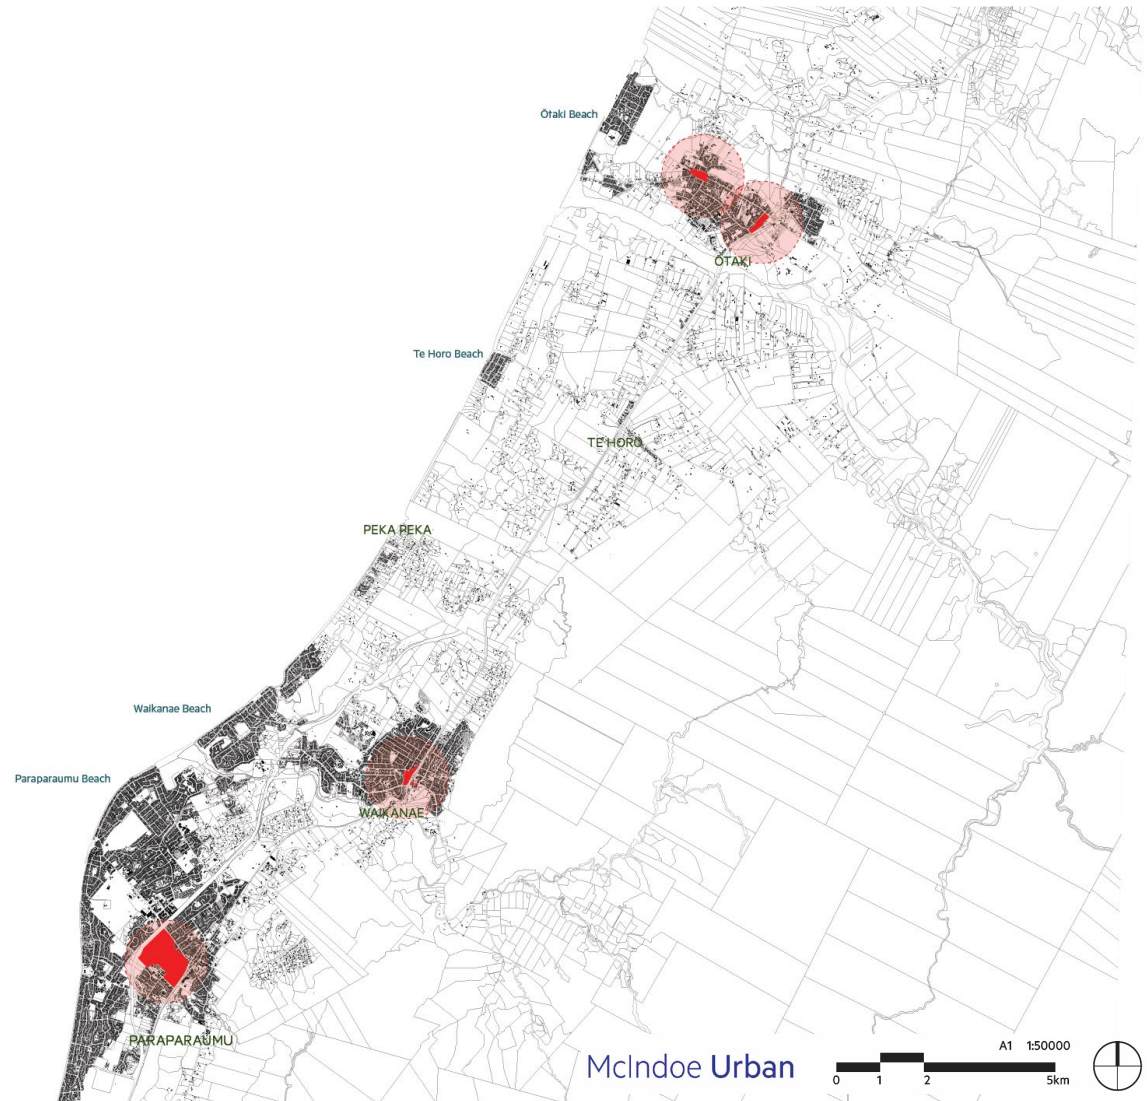 Ōtaki Beach
ŌTAKI
Te Horo Beach
TE HORO
PEKA PEKA
Waikanae Beach
Paraparaumu Beach
WAIKANAE
PARAPARAUMU
McIndoe Urban
A1 1:50000
0 1 2 5km